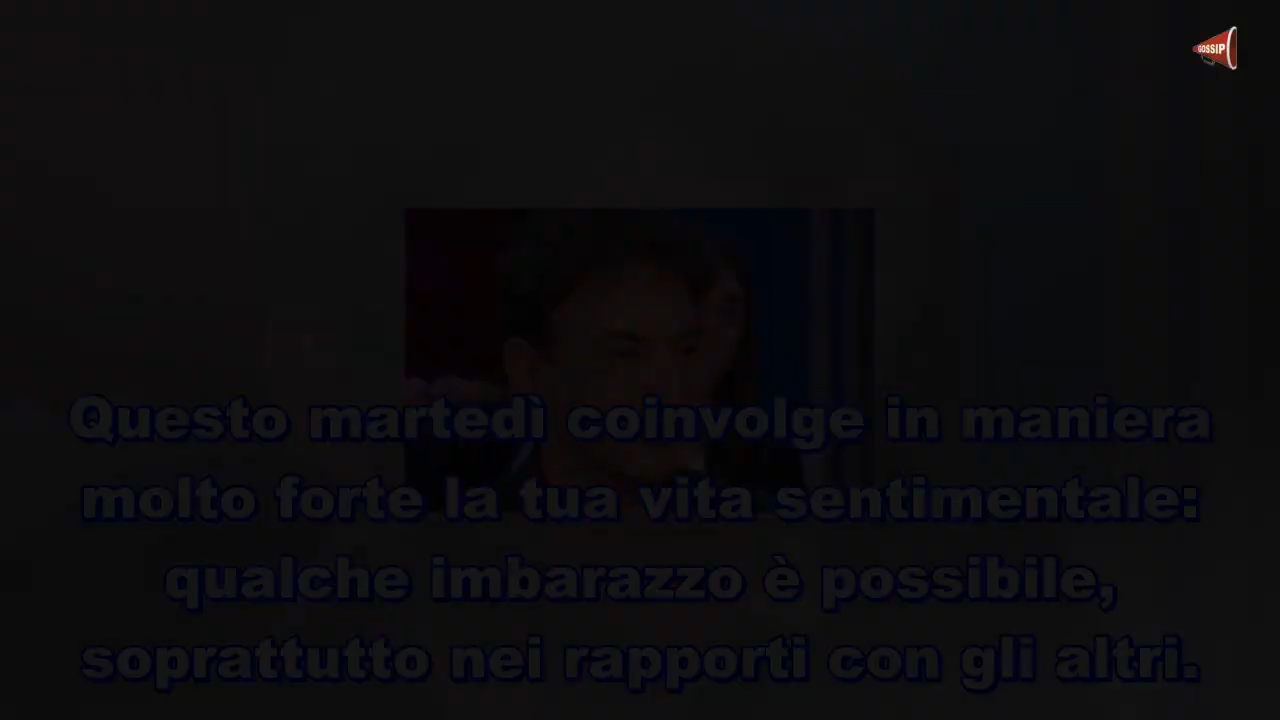 GOSSIP
Questo martedì coinvolge in maniera
molto forte la tua vita sentimentale:
qualche imbarazzo è possibile,
soprattutto nei rapporti con gli altri.